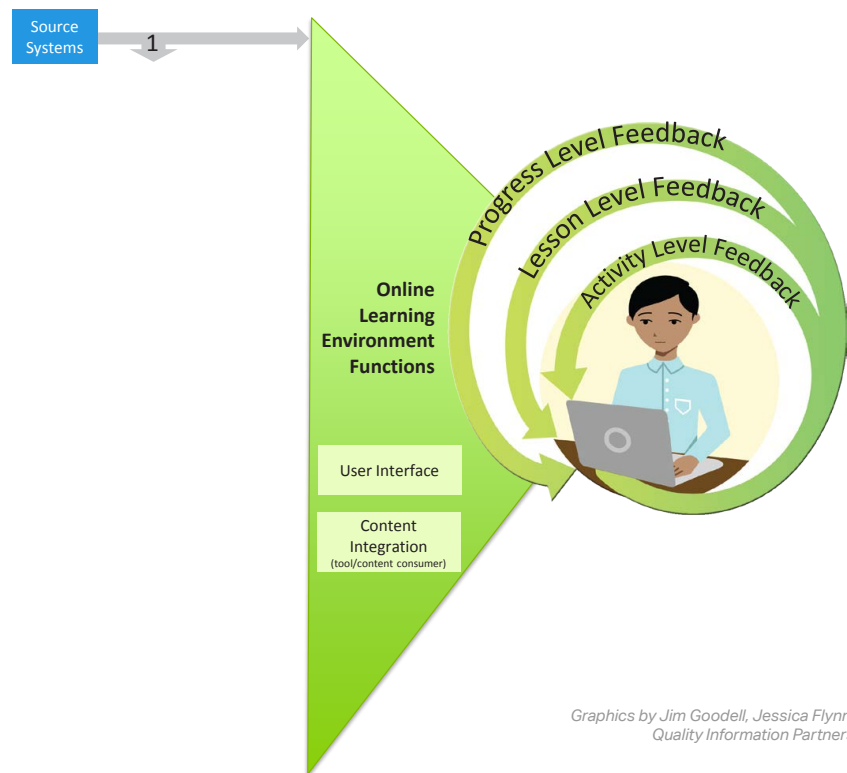 Source
Systems
1
Progress Level Feedback
Lesson Level Feedback
Activity Level Feedback
Online
Learning
Environment
Functions
User Interface
Content
Integration
(tool/content consumer)
Graphics by Jim Goodell, Jessica Flynn
Quality Information Partner